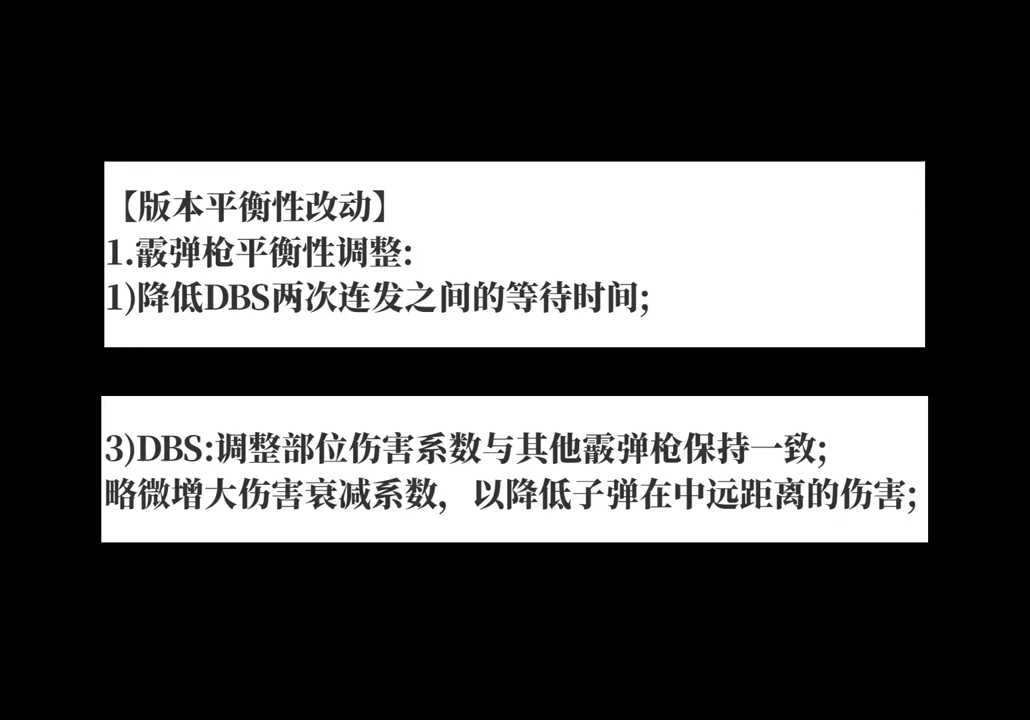 【版本平衡性改动】
1.霰弹枪平衡性调整:
1)降低DBS两次连发之间的等待时间;
3)DBS:调整部位伤害系数与其他霰弹枪保持一致;
略微增大伤害衰减系数，以降低子弹在中远距离的伤害;